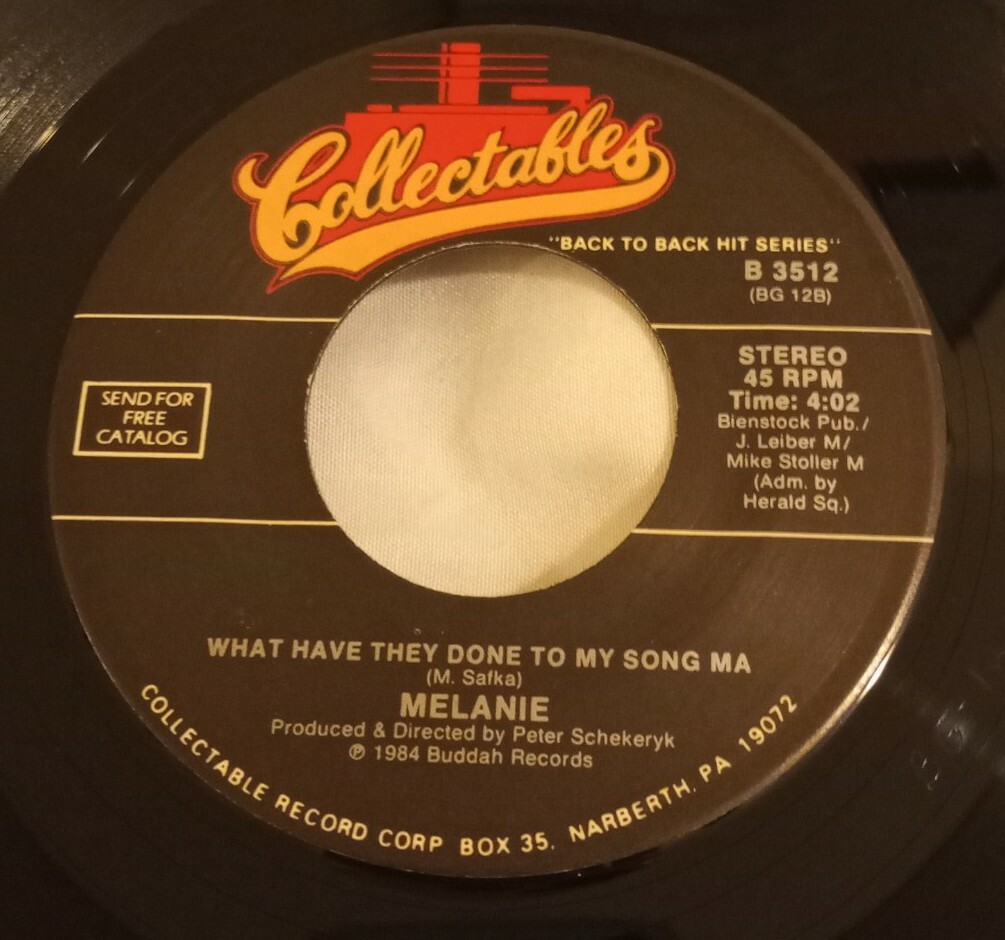 Collectables
"BACK TO BACK HIT SERIES"
B 3512
(BG 12B)
SEND FOR
FREE
CATALOG
STEREO
45 RPM
Time: 4:02
Bienstock Pub./
J. Leiber M/
Mike Stoller M
(Adm. by
Herald Sq.)
WHAT HAVE THEY DONE TO MY SONG MA
(M. Safka)
MELANIE
Produced & Directed by Peter Schekeryk
℗ 1984 Buddah Records
COLLECTABLE RECORD CORP BOX 35, NARBERTH, PA 19072